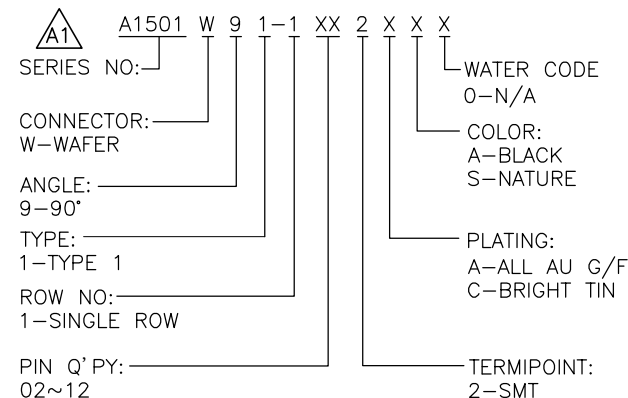 A1
A1501 W 9 1-1 XX 2 X X X
SERIES NO:
WATER CODE
0-N/A
CONNECTOR:
W-WAFER
COLOR:
A-BLACK
S-NATURE
ANGLE:
9-90°
TYPE:
1-TYPE 1
PLATING:
A-ALL AU G/F
C-BRIGHT TIN
ROW NO:
1-SINGLE ROW
PIN Q'PY:
02~12
TERMIPOINT:
2-SMT